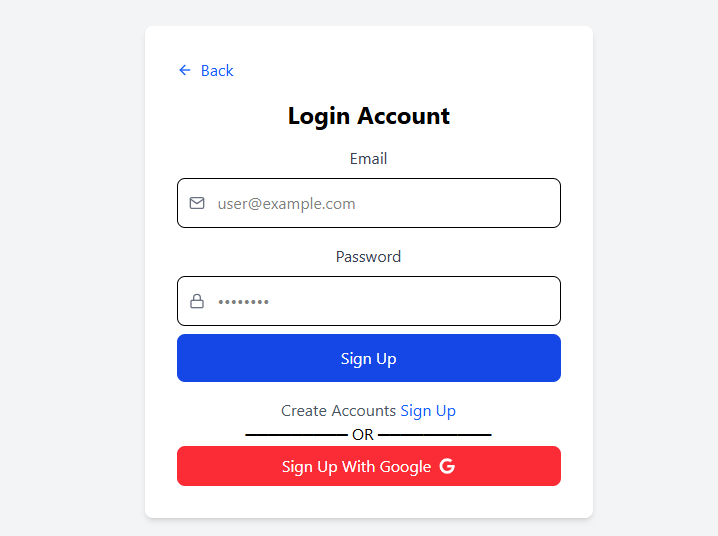 Back
Login Account
Email
user@example.com
Password
••••••••
Sign Up
Create Accounts Sign Up
OR
Sign Up With Google